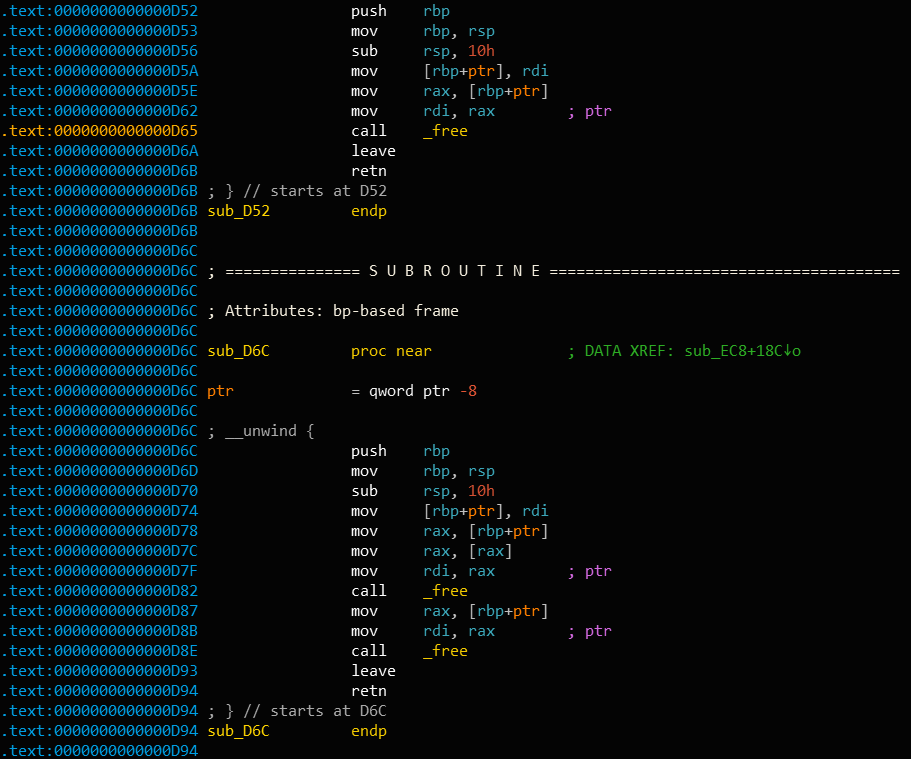 .text:0000000000000D52                 push    rbp
.text:0000000000000D53                 mov     rbp, rsp
.text:0000000000000D56                 sub     rsp, 10h
.text:0000000000000D5A                 mov     [rbp+ptr], rdi
.text:0000000000000D5E                 mov     rax, [rbp+ptr]
.text:0000000000000D62                 mov     rdi, rax        ; ptr
.text:0000000000000D65                 call    _free
.text:0000000000000D6A                 leave
.text:0000000000000D6B                 retn
.text:0000000000000D6B ; } // starts at D52
.text:0000000000000D6B sub_D52         endp
.text:0000000000000D6B
.text:0000000000000D6C
.text:0000000000000D6C ; =============== S U B R O U T I N E =======================================
.text:0000000000000D6C
.text:0000000000000D6C ; Attributes: bp-based frame
.text:0000000000000D6C
.text:0000000000000D6C sub_D6C         proc near               ; DATA XREF: sub_EC8+18C↓o
.text:0000000000000D6C
.text:0000000000000D6C ptr             = qword ptr -8
.text:0000000000000D6C
.text:0000000000000D6C ; __unwind {
.text:0000000000000D6C                 push    rbp
.text:0000000000000D6D                 mov     rbp, rsp
.text:0000000000000D70                 sub     rsp, 10h
.text:0000000000000D74                 mov     [rbp+ptr], rdi
.text:0000000000000D78                 mov     rax, [rbp+ptr]
.text:0000000000000D7C                 mov     rax, [rax]
.text:0000000000000D7F                 mov     rdi, rax        ; ptr
.text:0000000000000D82                 call    _free
.text:0000000000000D87                 mov     rax, [rbp+ptr]
.text:0000000000000D8B                 mov     rdi, rax        ; ptr
.text:0000000000000D8E                 call    _free
.text:0000000000000D93                 leave
.text:0000000000000D94                 retn
.text:0000000000000D94 ; } // starts at D6C
.text:0000000000000D94 sub_D6C         endp
.text:0000000000000D94